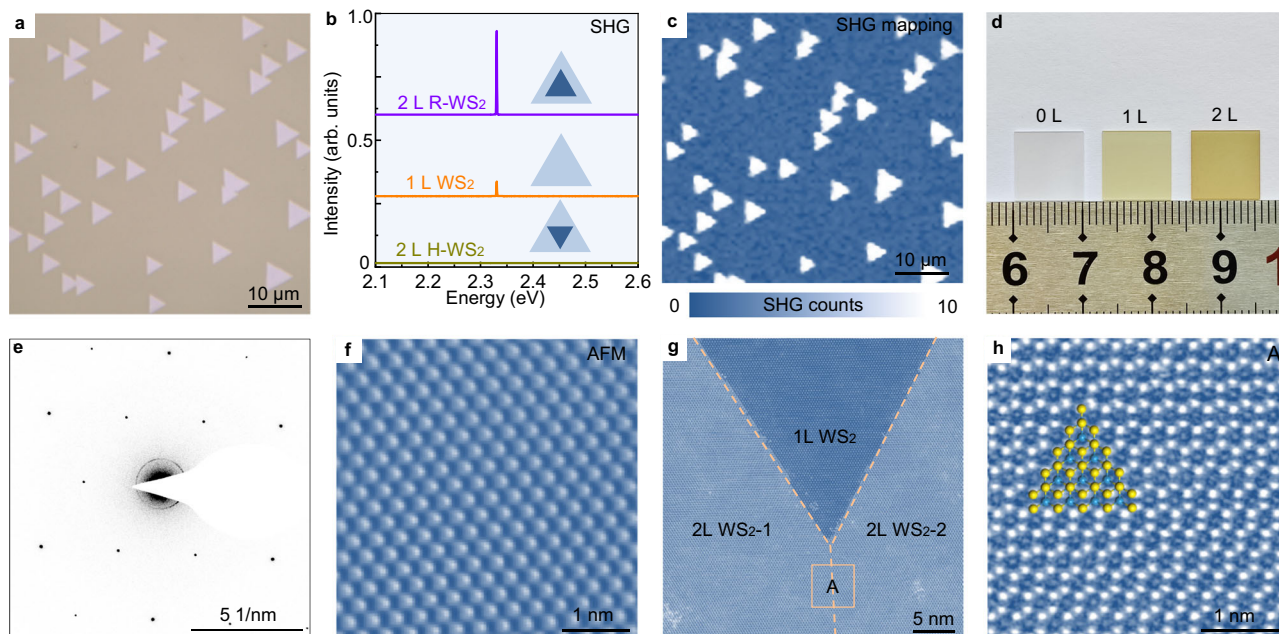 a
10 µm
b
SHG
1.0
0.5
0
Intensity (arb. units)
2 L R-WS2
1 L WS2
2 L H-WS2
2.1 2.2 2.3 2.4 2.5 2.6
Energy (eV)
c
SHG mapping
10 µm
0 SHG counts 10
d
0 L 1 L 2 L
6 7 8 9 1
e
5 1/nm
f
AFM
1 nm
g
1L WS2
2L WS2-1 2L WS2-2
A
5 nm
h
A
1 nm